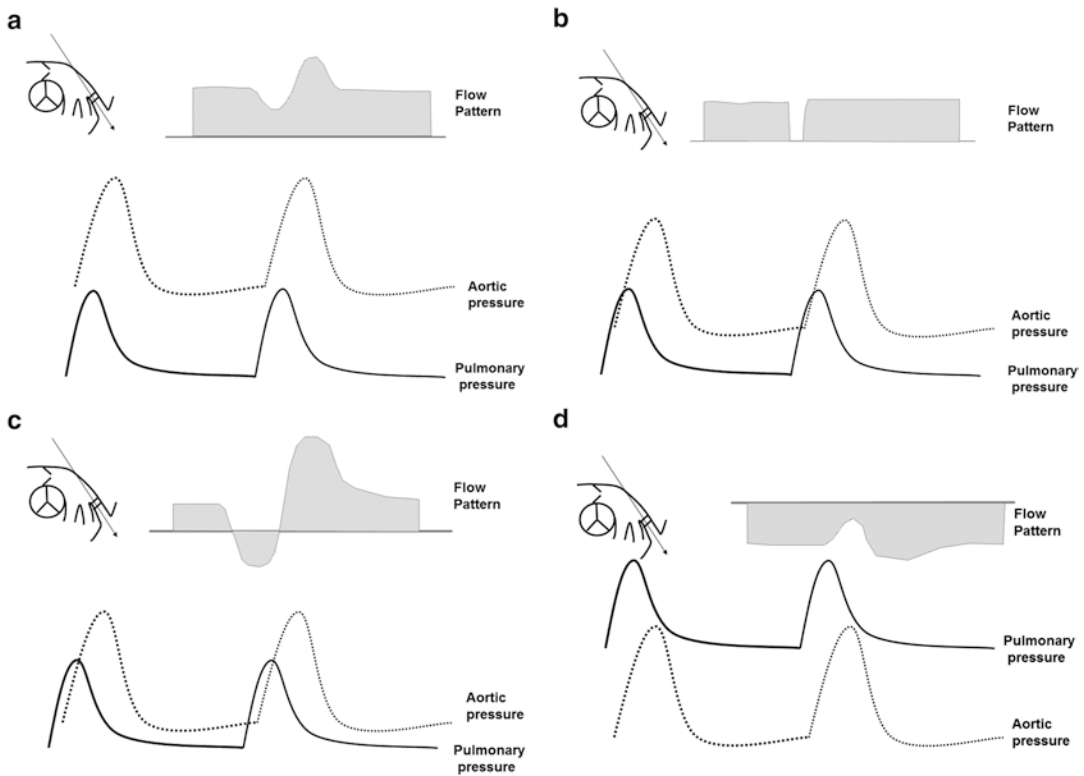 a
Flow
Pattern
Aortic
pressure
Pulmonary
pressure
b
Flow
Pattern
Aortic
pressure
Pulmonary
pressure
c
Flow
Pattern
Aortic
pressure
Pulmonary
pressure
d
Flow
Pattern
Pulmonary
pressure
Aortic
pressure